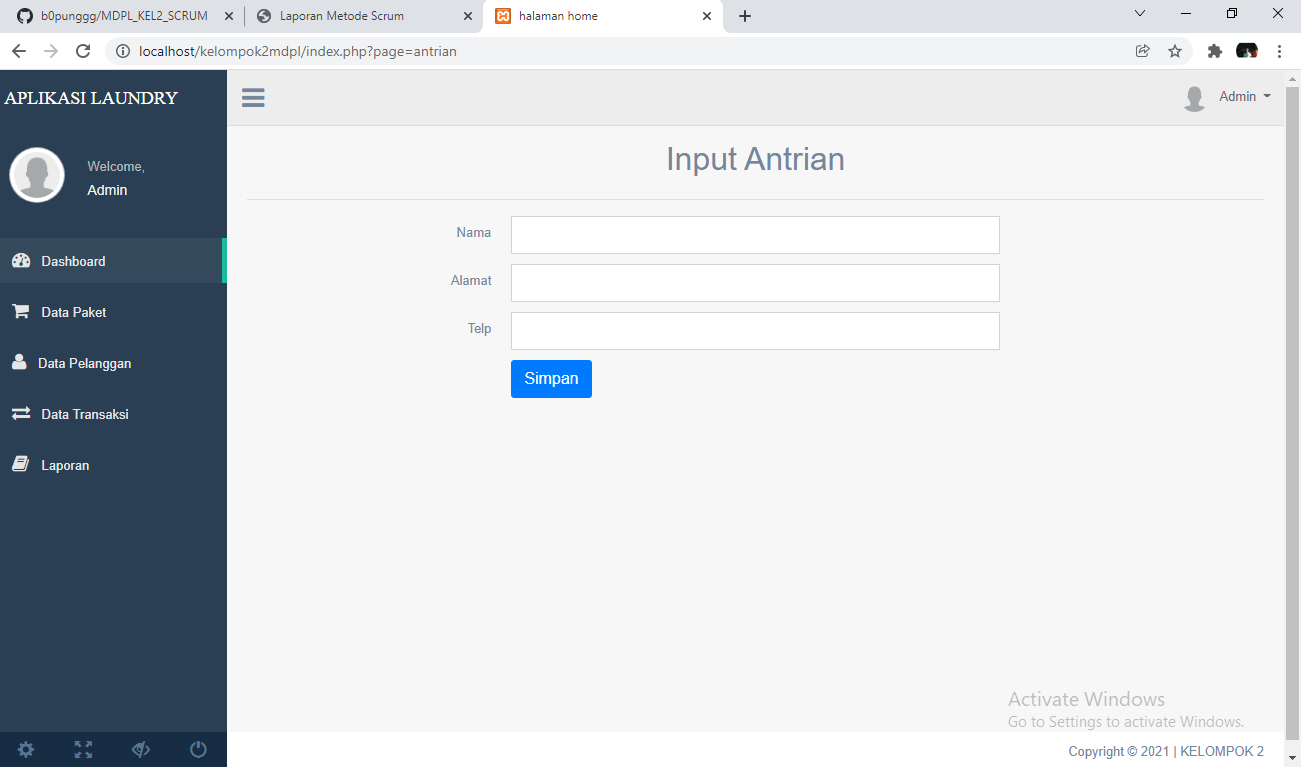 b0punggg/MDPL_KEL2_SCRUM
Laporan Metode Scrum
halaman home
localhost/kelompok2mdpl/index.php?page=antrian
APLIKASI LAUNDRY
Admin
Welcome,
Admin
Dashboard
Data Paket
Data Pelanggan
Data Transaksi
Laporan
Input Antrian
Nama
Alamat
Telp
Simpan
Activate Windows
Go to Settings to activate Windows.
Copyright © 2021 | KELOMPOK 2